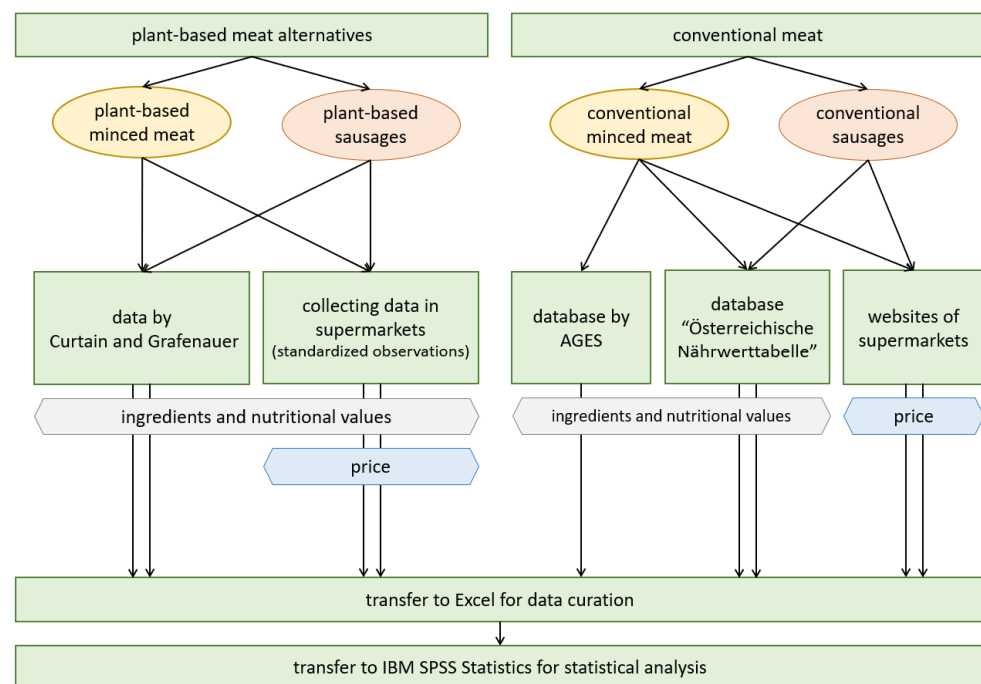 plant-based meat alternatives
conventional meat
plant-based
minced meat
plant-based
sausages
conventional
minced meat
conventional
sausages
data by
Curtain and Grafenauer
collecting data in
supermarkets
(standardized observations)
database by
AGES
database
“Österreichische
Nährwerttabelle”
websites of
supermarkets
ingredients and nutritional values
ingredients and nutritional values
price
price
transfer to Excel for data curation
transfer to IBM SPSS Statistics for statistical analysis